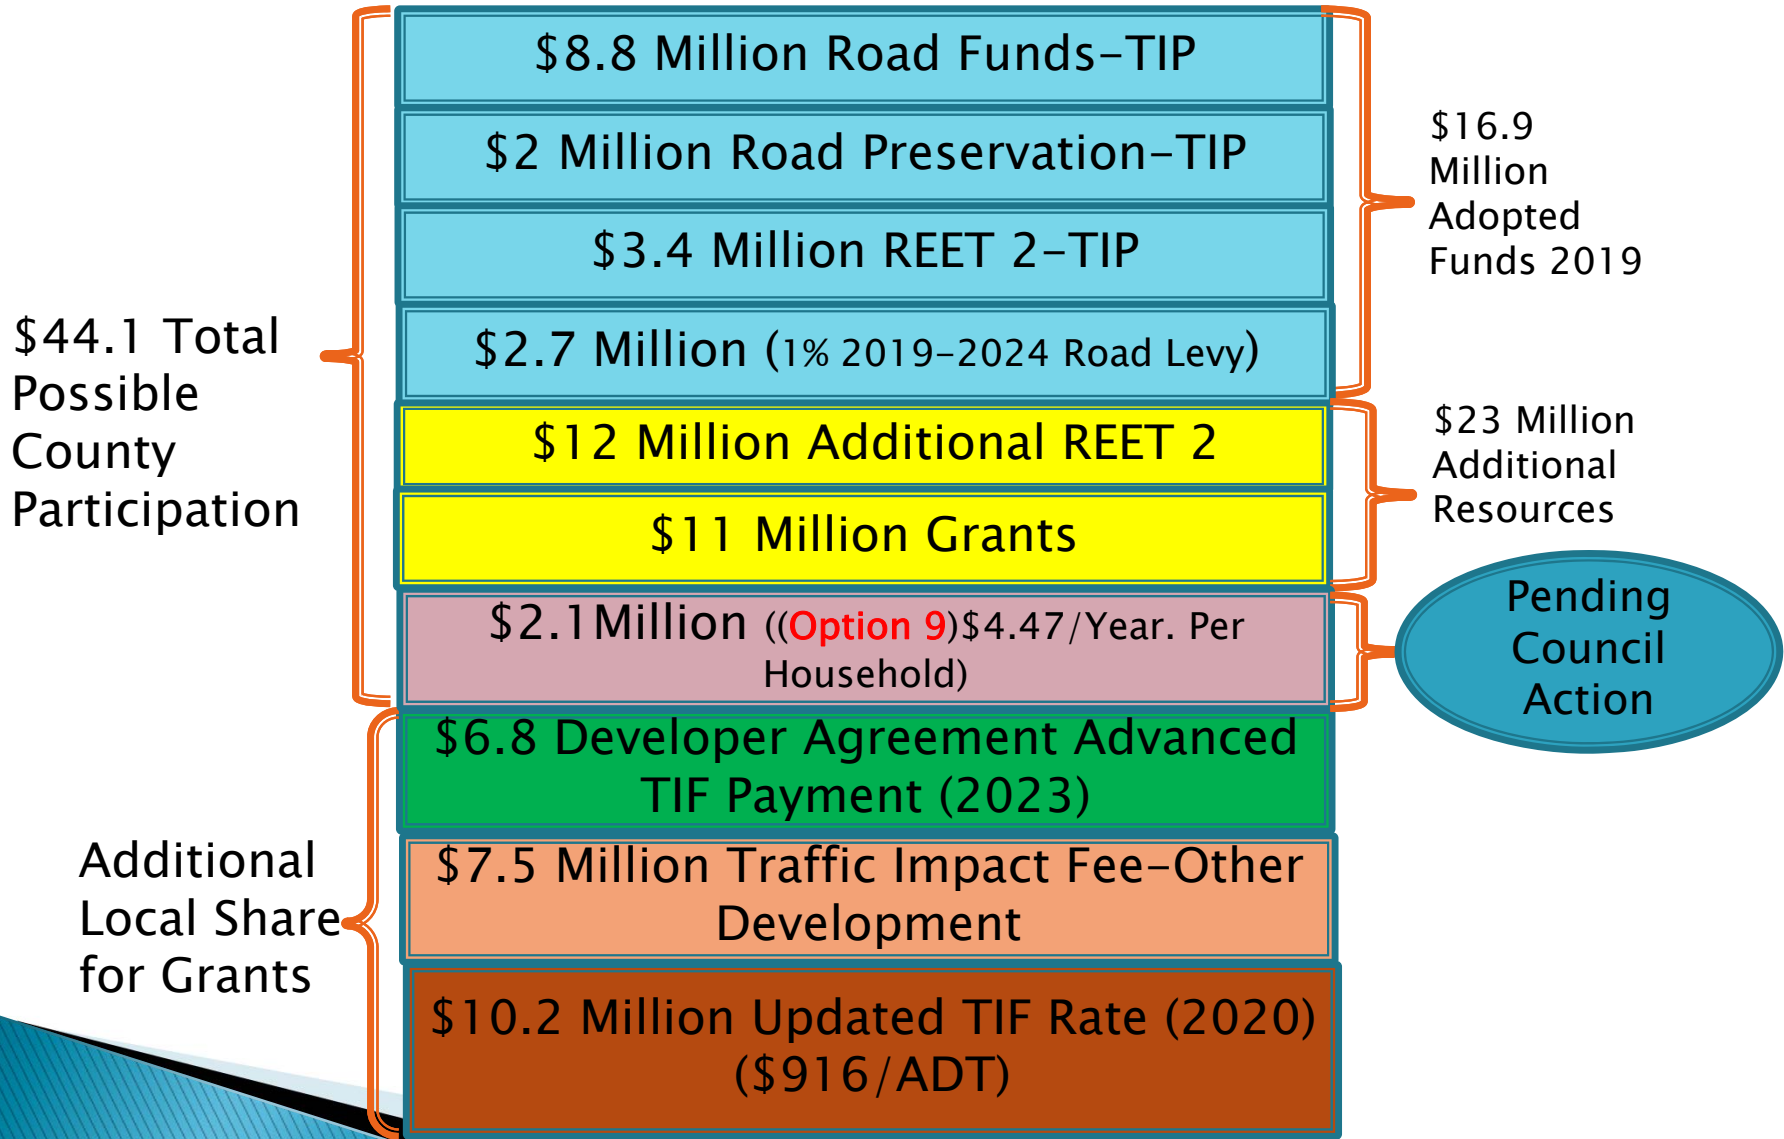 $8.8 Million Road Funds–TIP
$2 Million Road Preservation–TIP
$3.4 Million REET 2–TIP
$2.7 Million (1% 2019–2024 Road Levy)
$12 Million Additional REET 2
$11 Million Grants
$2.1Million ((Option 9)$4.47/Year. Per
Household)
$6.8 Developer Agreement Advanced
TIF Payment (2023)
$7.5 Million Traffic Impact Fee–Other
Development
$10.2 Million Updated TIF Rate (2020)
($916/ADT)
$44.1 Total
Possible
County
Participation
Additional
Local Share
for Grants
$16.9
Million
Adopted
Funds 2019
$23 Million
Additional
Resources
Pending
Council
Action